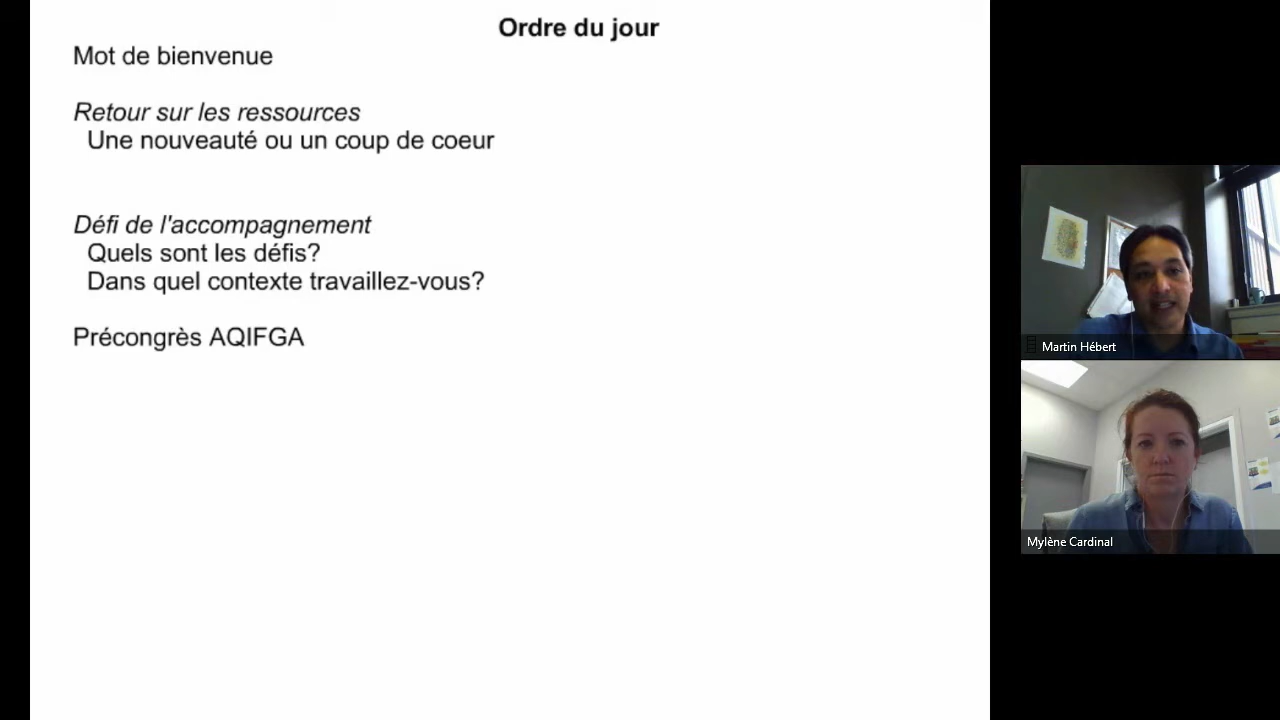 Ordre du jour
Mot de bienvenue
Retour sur les ressources
Une nouveauté ou un coup de coeur
Défi de l'accompagnement
Quels sont les défis?
Dans quel contexte travaillez-vous?
Précongrès AQIFGA
Martin Hébert
Mylène Cardinal